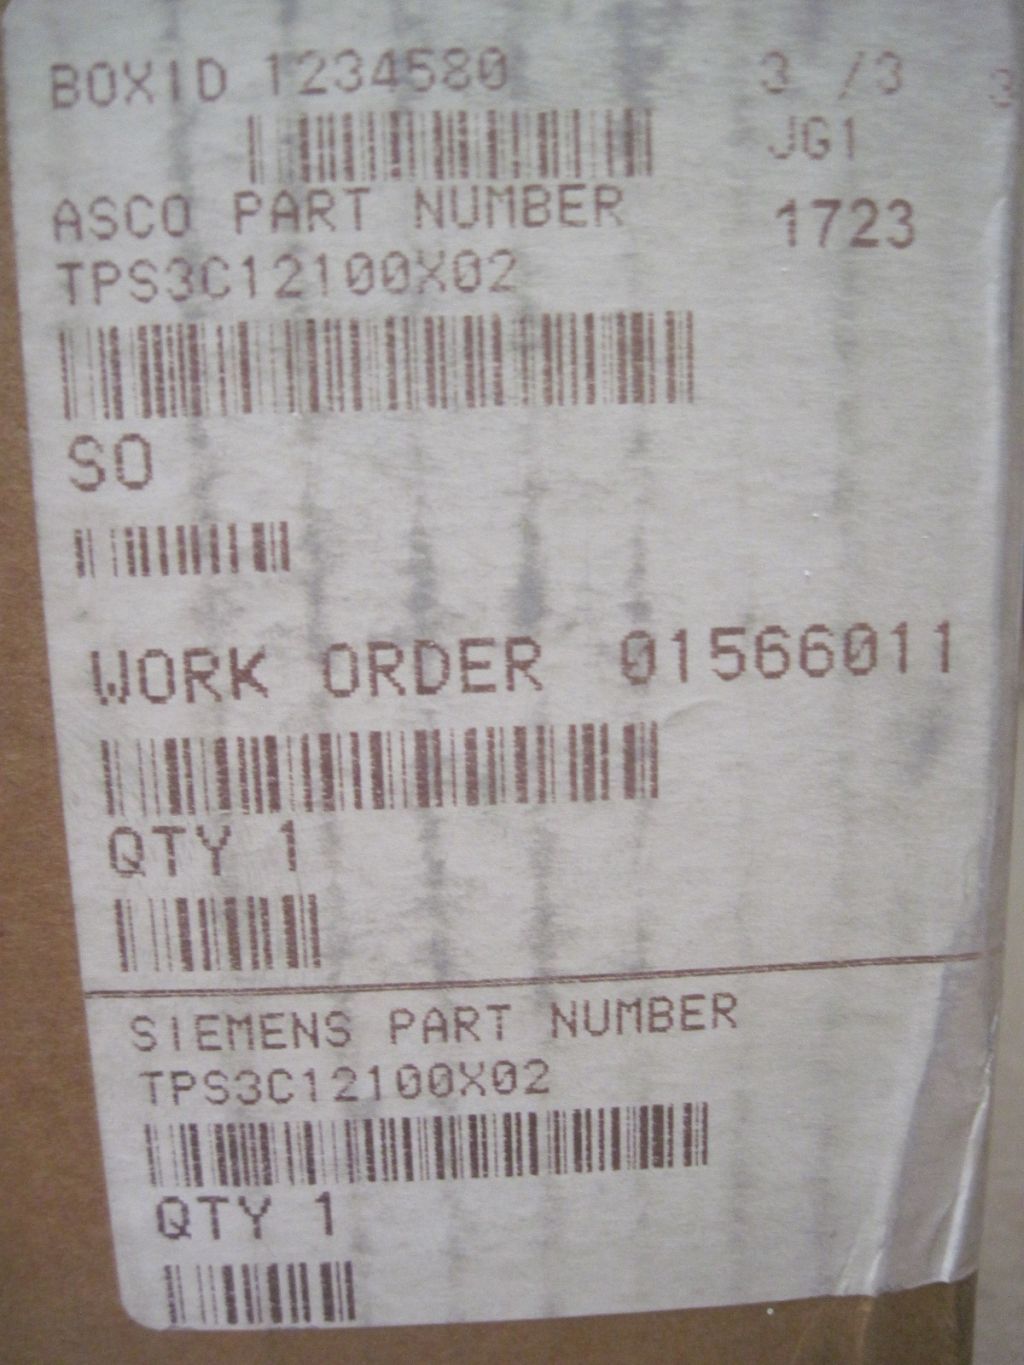 BOXID 1234580 3 /3 3
JG1
ASCO PART NUMBER 1723
TPS3C12100X02
SO
WORK ORDER 01566011
QTY 1
SIEMENS PART NUMBER
TPS3C12100X02
QTY 1